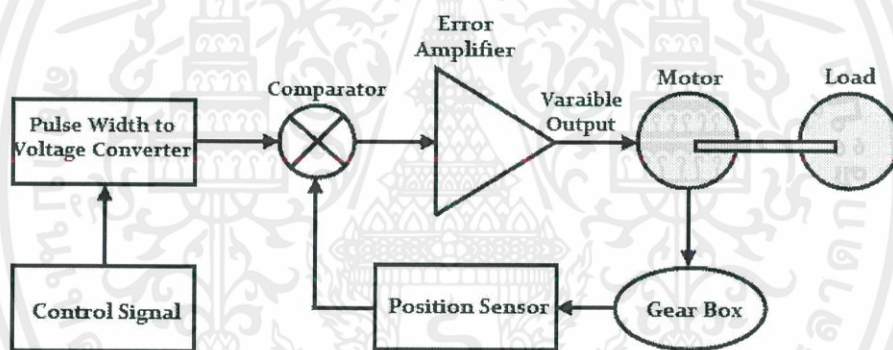 Error
Amplifier
Comparator
Varaible
Output
Motor
Load
Pulse Width to
Voltage Converter
Control Signal
Position Sensor
Gear Box